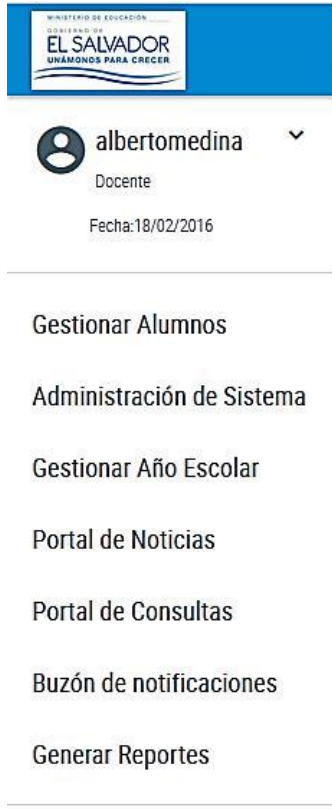 MINISTERIO DE EDUCACIÓN
GOBIERNO DE
EL SALVADOR
UNÁMONOS PARA CRECER
albertomedina
Docente
Fecha:18/02/2016
Gestionar Alumnos
Administración de Sistema
Gestionar Año Escolar
Portal de Noticias
Portal de Consultas
Buzón de notificaciones
Generar Reportes